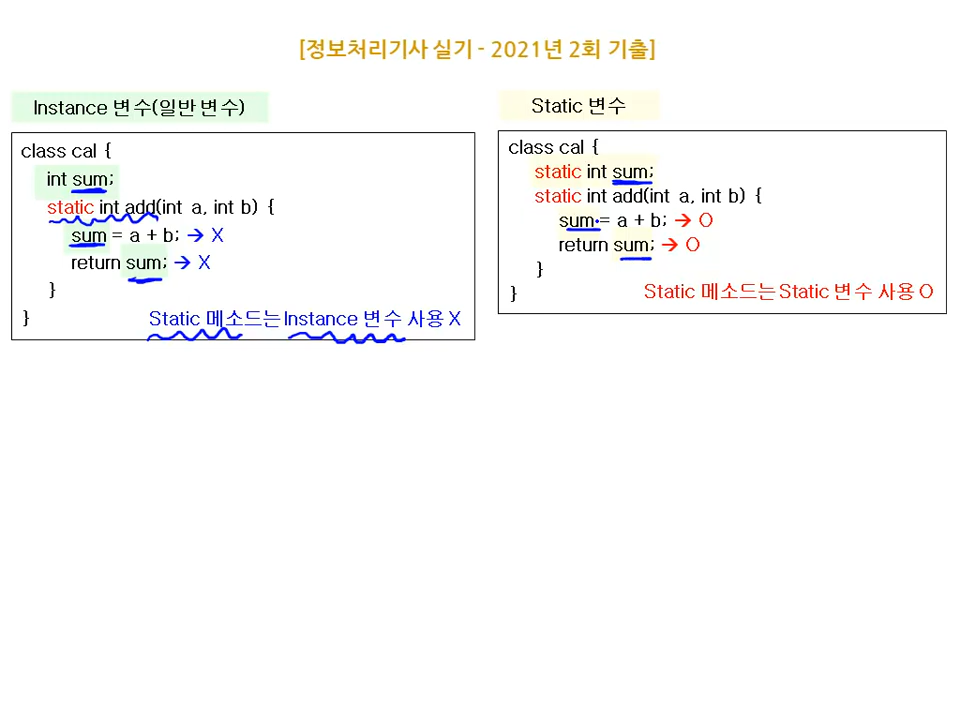 [정보처리기사 실기 - 2021년 2회 기출]
Instance 변수(일반 변수)
class cal {
int sum;
static int add(int a, int b) {
sum = a + b; → X
return sum; → X
}
}
Static 메소드는 Instance 변수 사용 X
Static 변수
class cal {
static int sum;
static int add(int a, int b) {
sum = a + b; → O
return sum; → O
}
}
Static 메소드는 Static 변수 사용 O